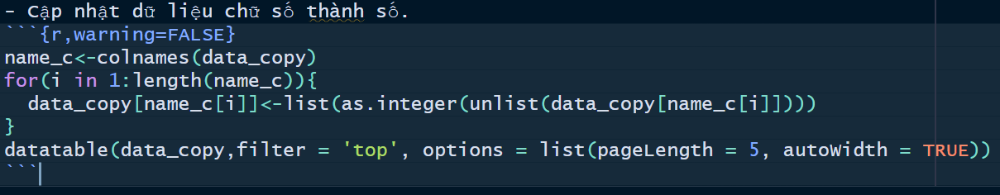 - Cập nhật dữ liệu chữ số thành số.
```{r,warning=FALSE}
name_c<-colnames(data_copy)
for(i in 1:length(name_c)){
  data_copy[name_c[i]]<-list(as.integer(unlist(data_copy[name_c[i]])))
}
datatable(data_copy,filter = 'top', options = list(pageLength = 5, autoWidth = TRUE))
```